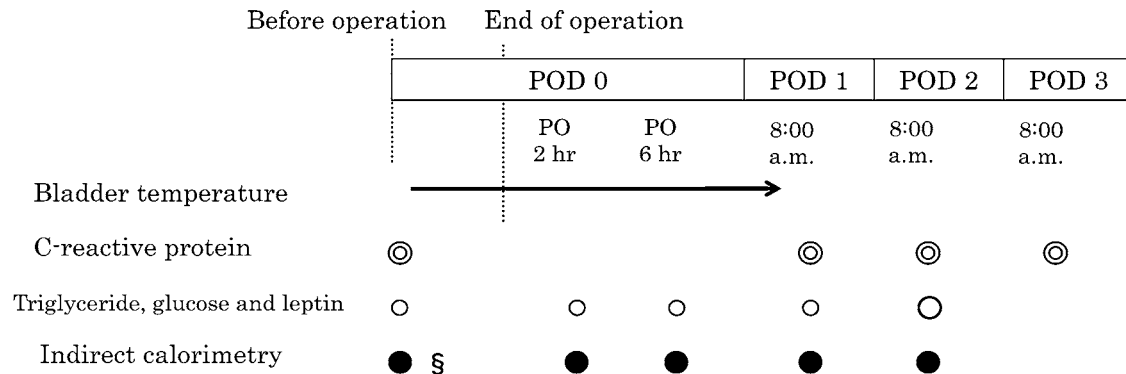 Before operation End of operation
POD 0 POD 1 POD 2 POD 3
PO PO 8:00 8:00 8:00
2 hr 6 hr a.m. a.m. a.m.
Bladder temperature
C-reactive protein
Triglyceride, glucose and leptin
Indirect calorimetry §